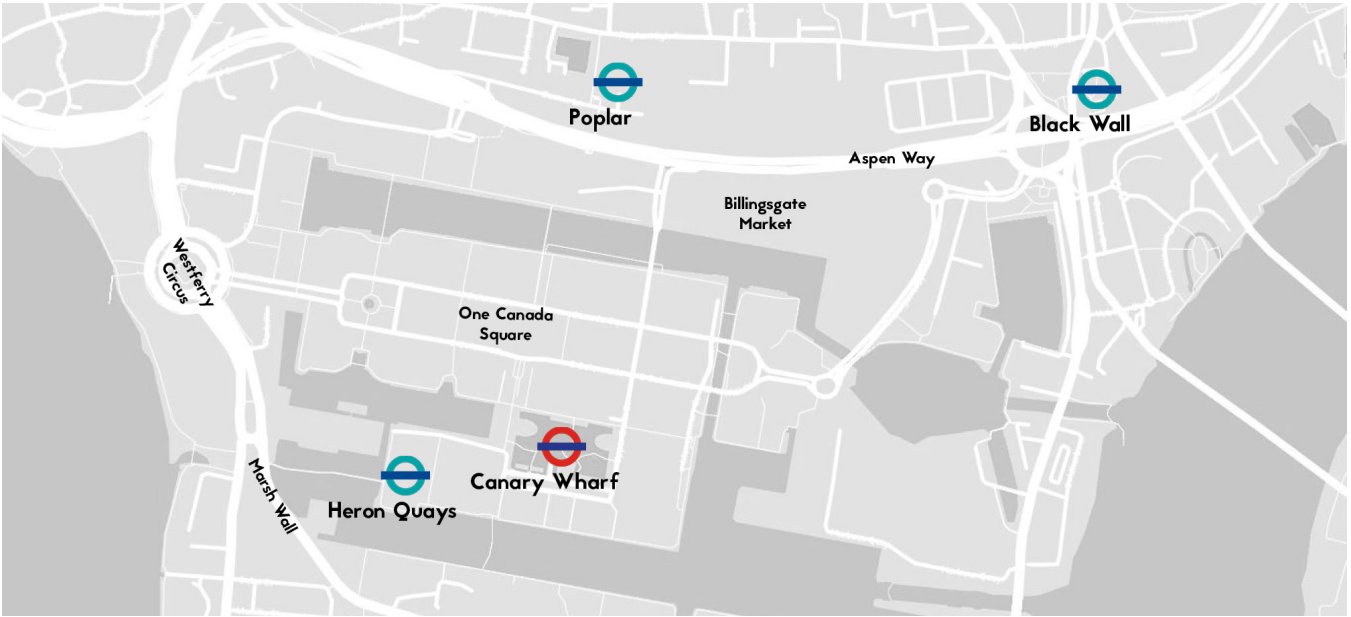 Poplar
Black Wall
Aspen Way
Billingsgate
Market
Westferry
Circus
One Canada
Square
Canary Wharf
Heron Quays
Marsh Wall